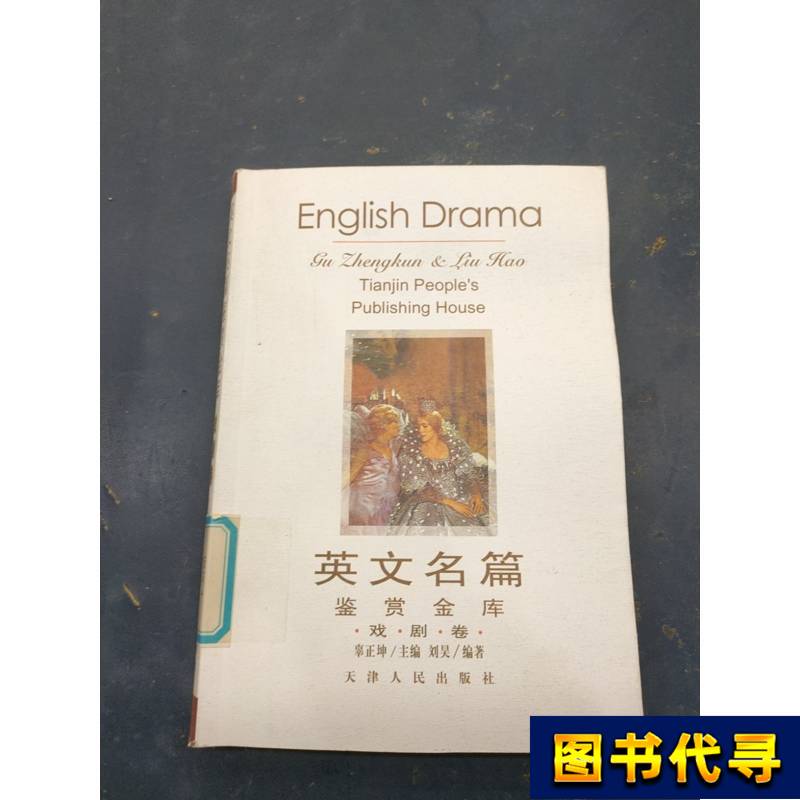 English Drama
Gu Zhengkun & Liu Hao
Tianjin People's
Publishing House
英文名篇
鉴赏金库
·戏·剧·卷·
辜正坤/主编 刘昊/编著
天津人民出版社
图书代寻